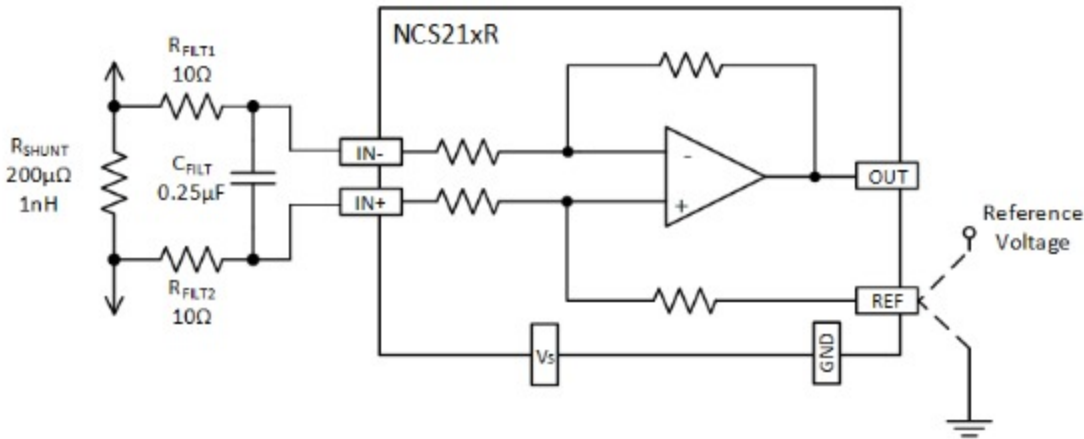 NCS21xR
RFILT1
10Ω
RSHUNT
200μΩ
1nH
CFILT
0.25μF
RFILT2
10Ω
IN-
IN+
-
+
OUT
REF
Vs
GND
Reference
Voltage